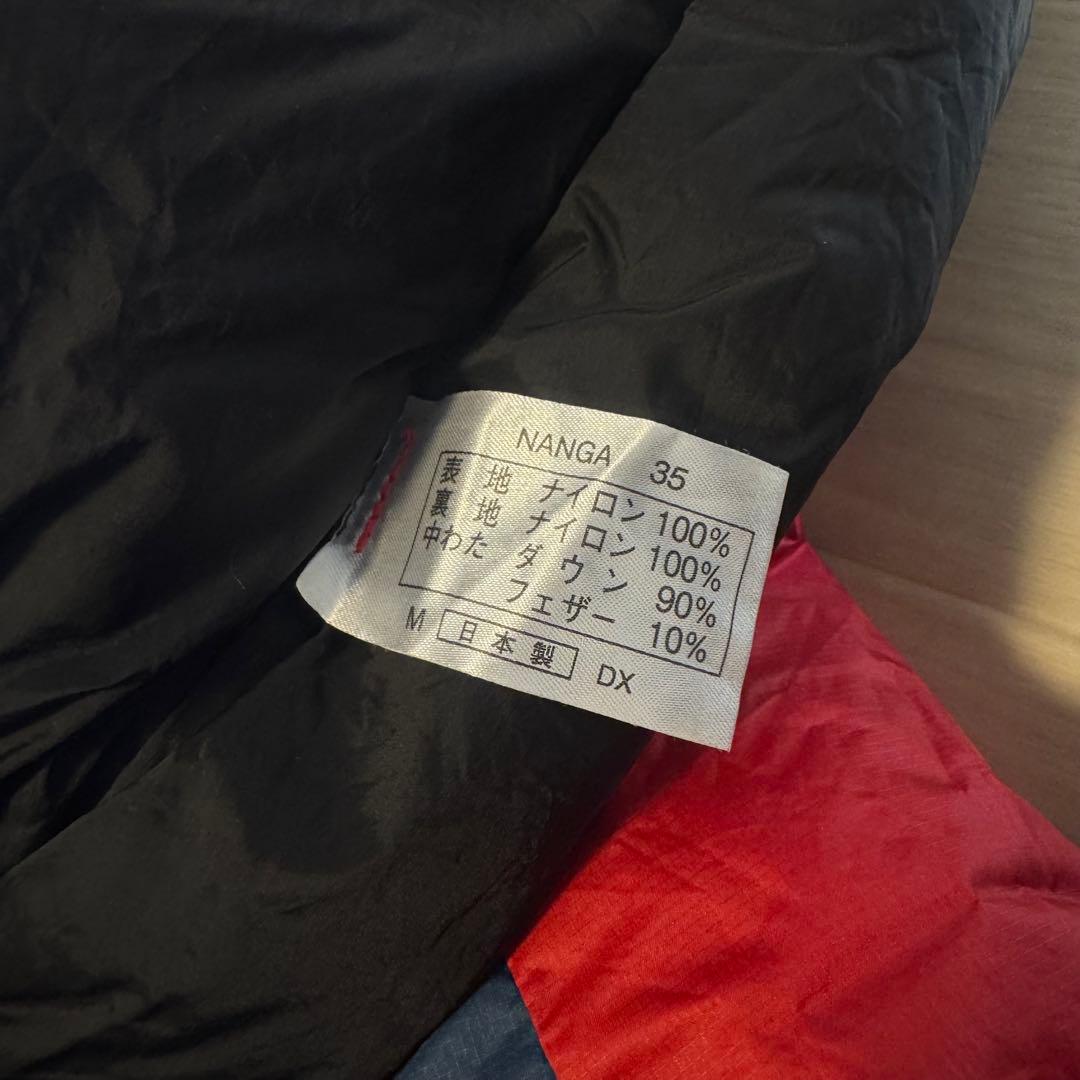 NANGA 35
表地 ナイロン 100%
裏地 ナイロン 100%
中わた ダウン 90%
フェザー 10%
M 日本製 DX